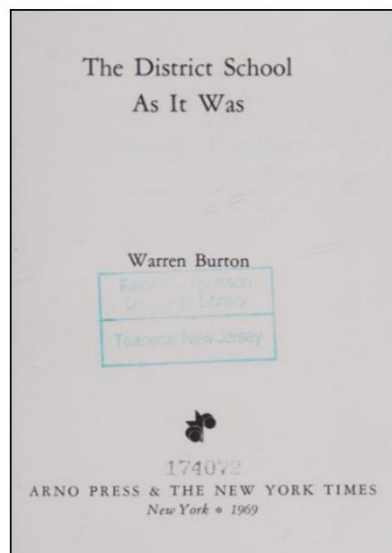 The District School
As It Was
Warren Burton
Library
Teaneck, New Jersey
174072
ARNO PRESS & THE NEW YORK TIMES
New York * 1969